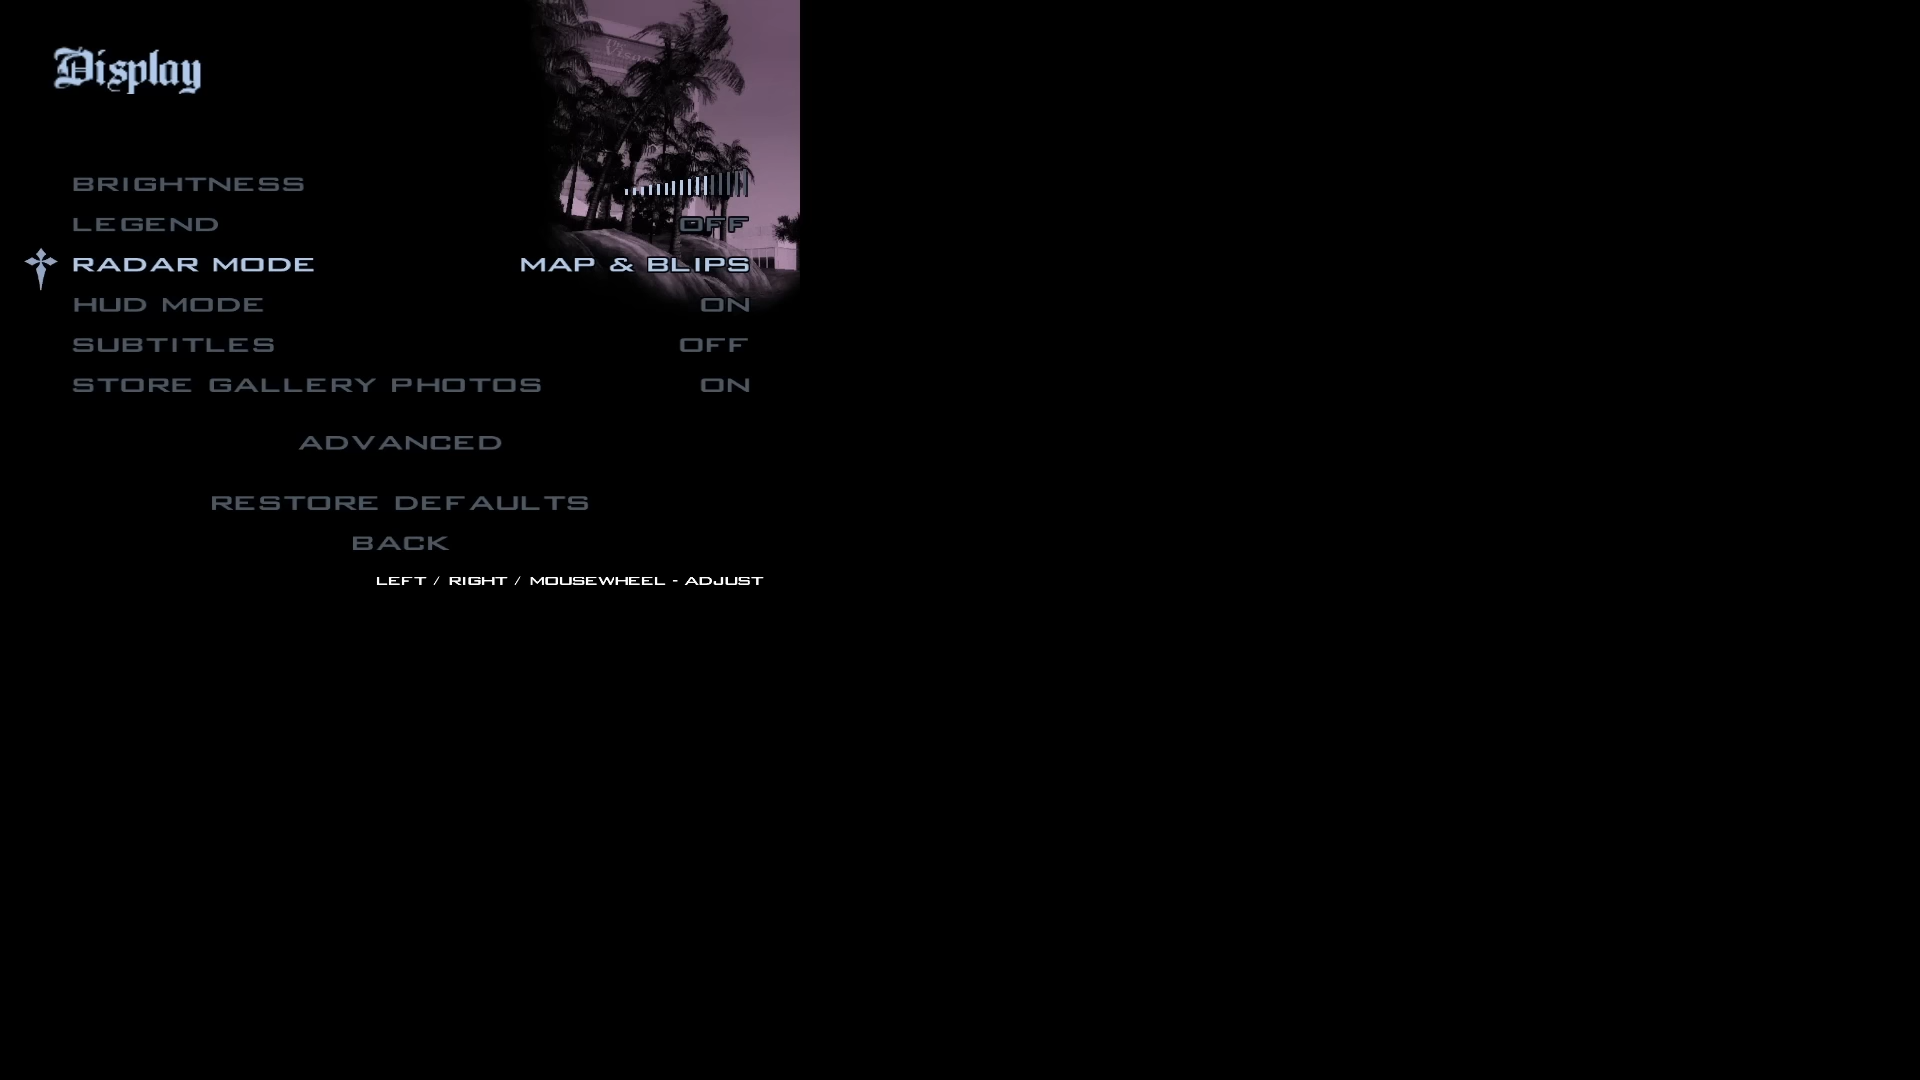 Display
BRIGHTNESS
LEGEND OFF
RADAR MODE MAP & BLIPS
HUD MODE ON
SUBTITLES OFF
STORE GALLERY PHOTOS ON
ADVANCED
RESTORE DEFAULTS
BACK
LEFT / RIGHT / MOUSEWHEEL - ADJUST